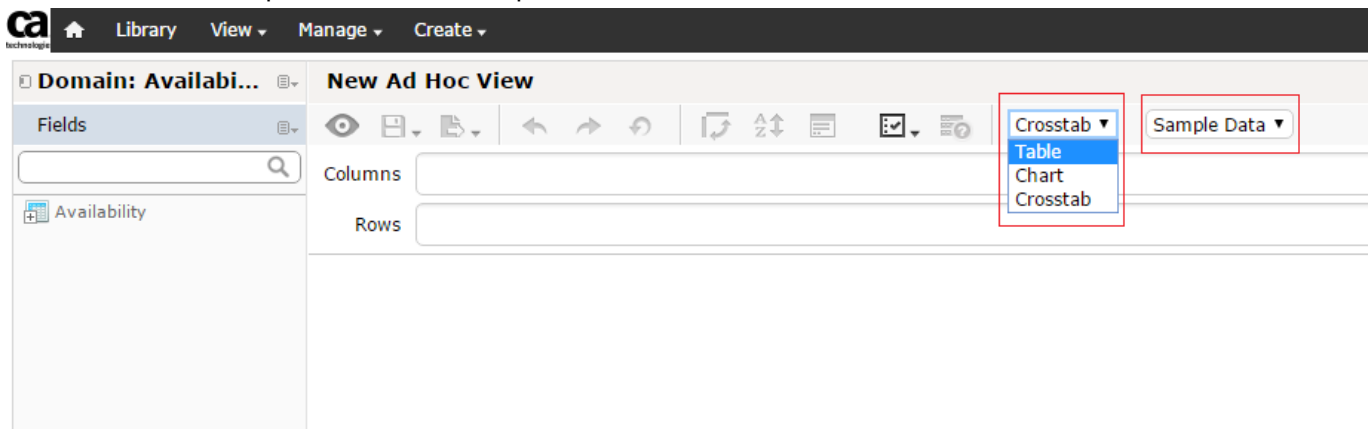 ca Library View Manage Create
technologie
Domain: Availabi... New Ad Hoc View
Fields Crosstab Sample Data
Table
Columns Chart
Crosstab
Availability
Rows